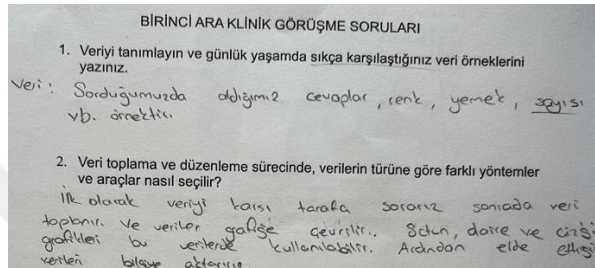 BİRİNCİ ARA KLİNİK GÖRÜŞME SORULARI
1. Veriyi tanımlayın ve günlük yaşamda sıkça karşılaştığınız veri örneklerini
yazınız.
Veri: Sorduğumuzda aldığımız cevaplar, renk, yemek, sayısı
vb. örnektir.
2. Veri toplama ve düzenleme sürecinde, verilerin türüne göre farklı yöntemler
ve araçlar nasıl seçilir?
İlk olarak veriyi karşı tarafa sorarız sonrada veri
toplanır. Ve veriler grafiğe çevrilir. Sütun, daire ve
grafikleri bu verilerde kullanılabilir. Ardından elde
verileri aktarırız